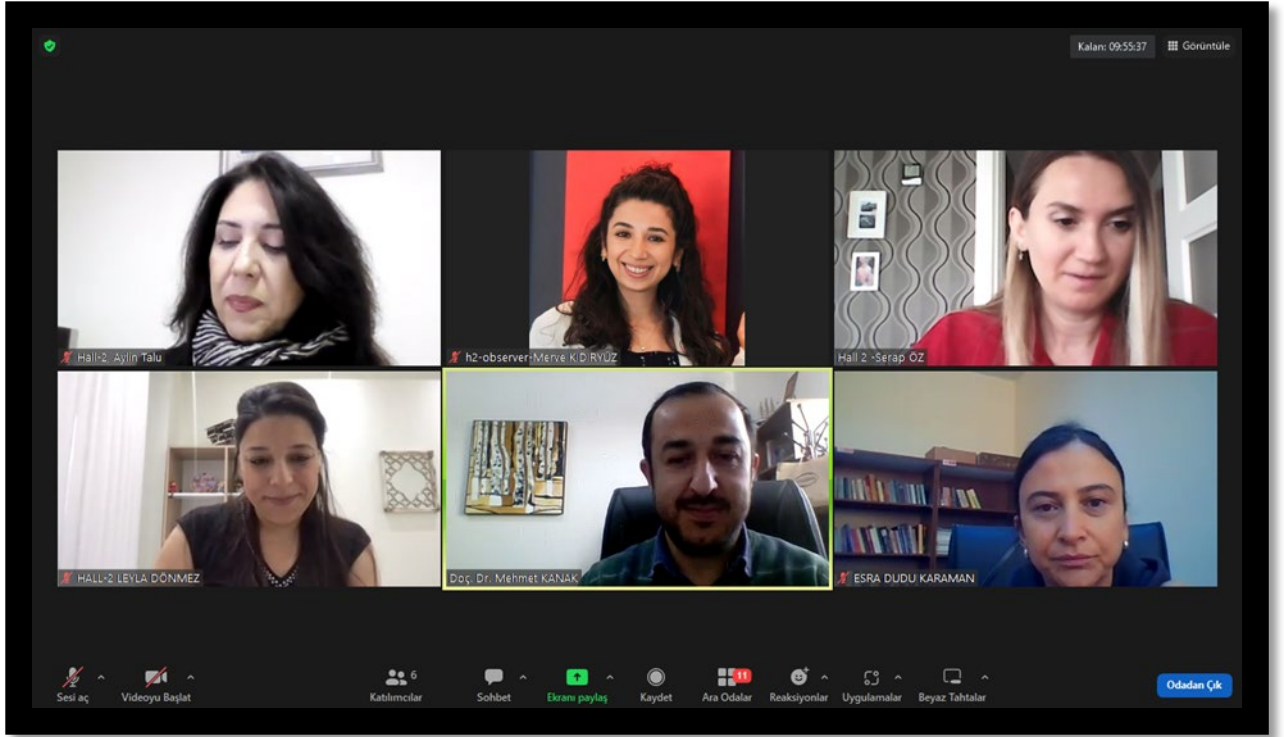 Kalan: 09:55:37
Görüntüle
Hall-2 Aylin Talu
h2-observer-Merve KIDIRYÜZ
Hall 2 -Serap ÖZ
HALL-2 LEYLA DÖNMEZ
Doç. Dr. Mehmet KANAK
ESRA DUDU KARAMAN
6
11
Sesi aç
Videoyu Başlat
Katılımcılar
Sohbet
Ekranı paylaş
Kaydet
Ara Odalar
Reaksiyonlar
Uygulamalar
Beyaz Tahtalar
Odadan Çık